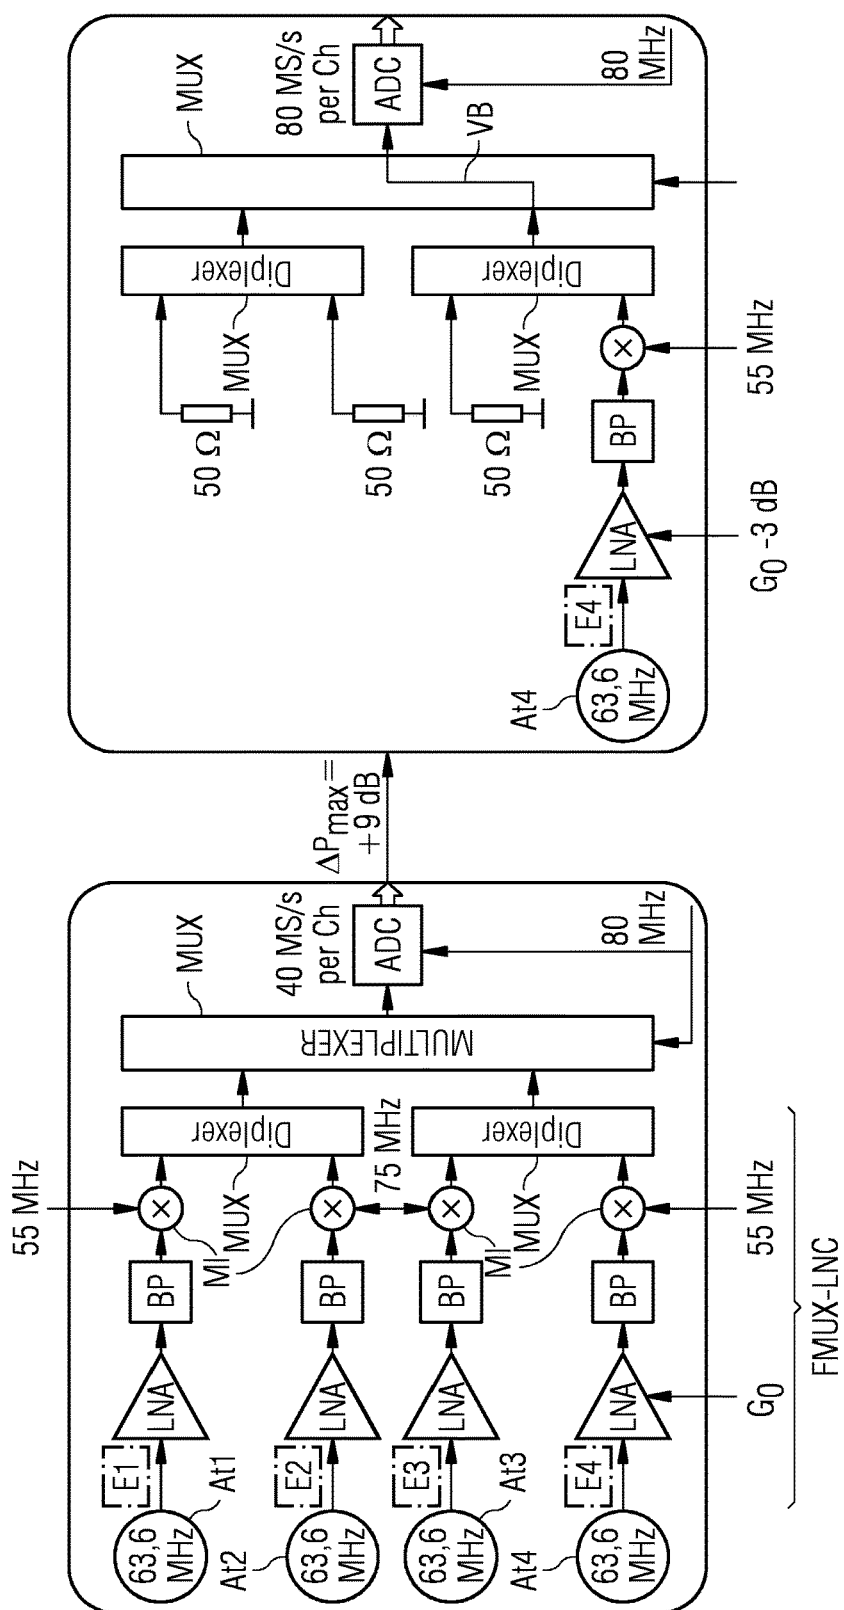 55 MHz
63,6
MHz
At1
E1
LNA
BP
MI
MUX
Diplexer
At2
63,6
MHz
E2
LNA
BP
75 MHz
MUX
MULTIPLEXER
40 MS/s
per Ch
ADC
63,6
MHz
At3
E3
LNA
BP
MI
MUX
Diplexer
At4
63,6
MHz
E4
LNA
BP
80
MHz
G0
55 MHz
FMUX-LNC
ΔPmax=
+9 dB
50 Ω
MUX
Diplexer
50 Ω
MUX
80 MS/s
per Ch
ADC
VB
50 Ω
MUX
Diplexer
At4
63,6
MHz
E4
LNA
BP
80
MHz
G0 -3 dB
55 MHz